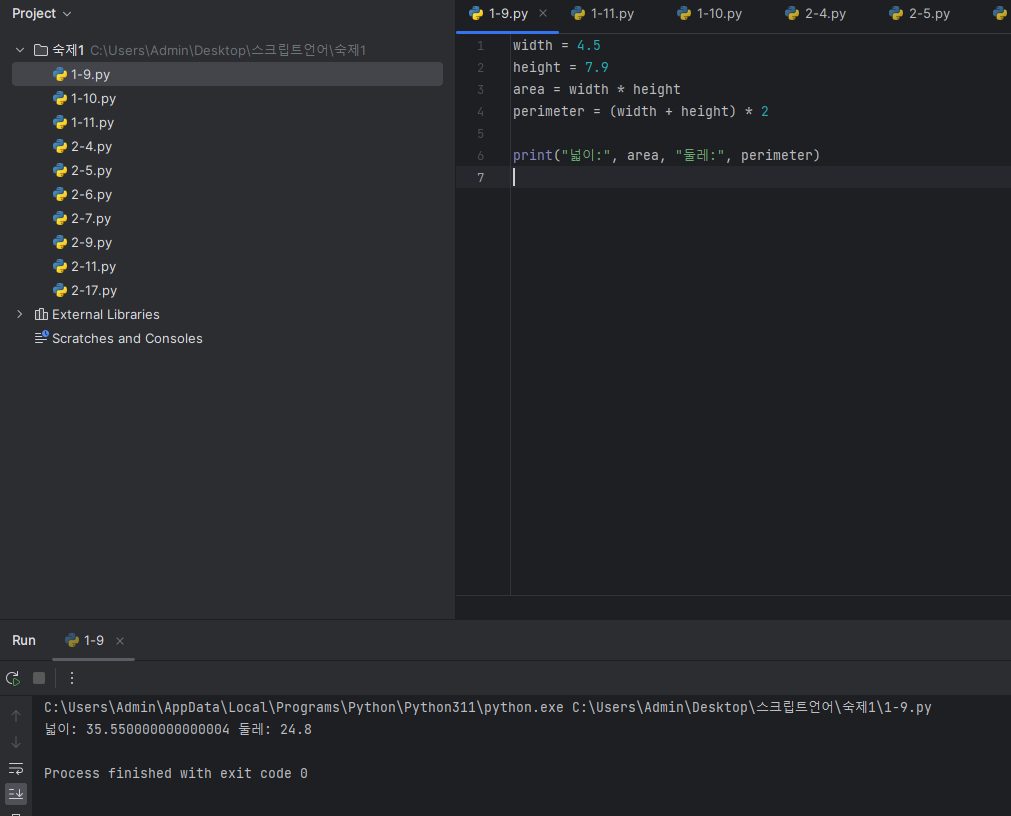 Project
숙제1 C:\Users\Admin\Desktop\스크립트언어\숙제1
1-9.py
1-10.py
1-11.py
2-4.py
2-5.py
2-6.py
2-7.py
2-9.py
2-11.py
2-17.py
External Libraries
Scratches and Consoles
1-9.py 1-11.py 1-10.py 2-4.py 2-5.py
1 width = 4.5
2 height = 7.9
3 area = width * height
4 perimeter = (width + height) * 2
5
6 print("넓이:", area, "둘레:", perimeter)
7
Run 1-9
C:\Users\Admin\AppData\Local\Programs\Python\Python311\python.exe C:\Users\Admin\Desktop\스크립트언어\숙제1\1-9.py
넓이: 35.550000000000004 둘레: 24.8
Process finished with exit code 0